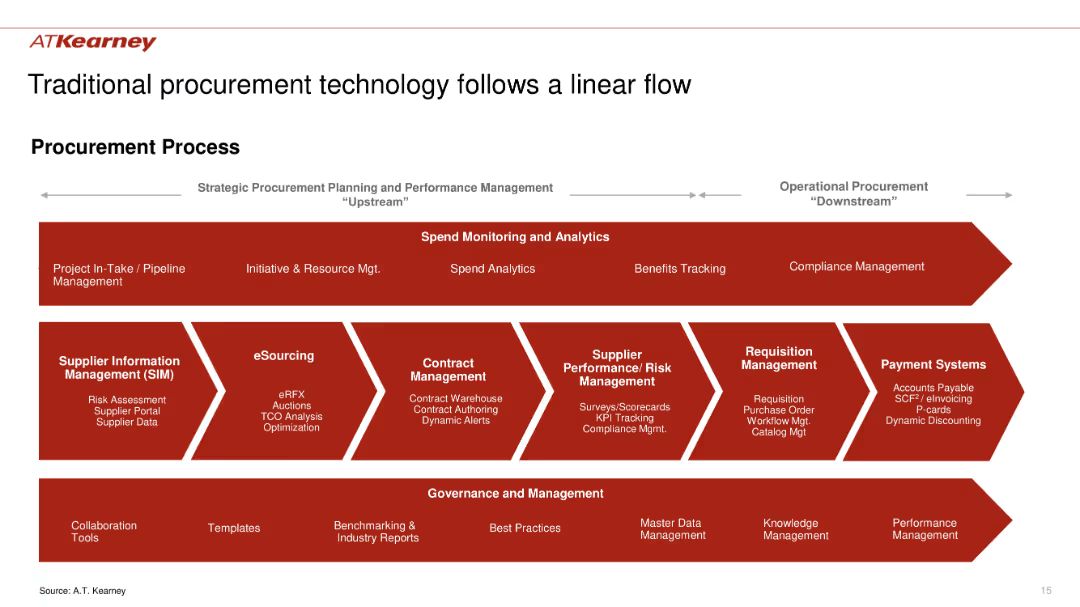 ATKearney
Traditional procurement technology follows a linear flow
Procurement Process
Strategic Procurement Planning and Performance Management
“Upstream”
Operational Procurement
“Downstream”
Spend Monitoring and Analytics
Project In-Take / Pipeline
Management
Initiative & Resource Mgt.
Spend Analytics
Benefits Tracking
Compliance Management
Supplier Information
Management (SIM)
Risk Assessment
Supplier Portal
Supplier Data
eSourcing
eRFX
Auctions
TCO Analysis
Optimization
Contract
Management
Contract Warehouse
Contract Authoring
Dynamic Alerts
Supplier
Performance/ Risk
Management
Surveys/Scorecards
KPI Tracking
Compliance Mgmt.
Requisition
Management
Requisition
Purchase Order
Workflow Mgt.
Catalog Mgt
Payment Systems
Accounts Payable
SCF² / eInvoicing
P-cards
Dynamic Discounting
Governance and Management
Collaboration
Tools
Templates
Benchmarking &
Industry Reports
Best Practices
Master Data
Management
Knowledge
Management
Performance
Management
Source: A.T. Kearney
15